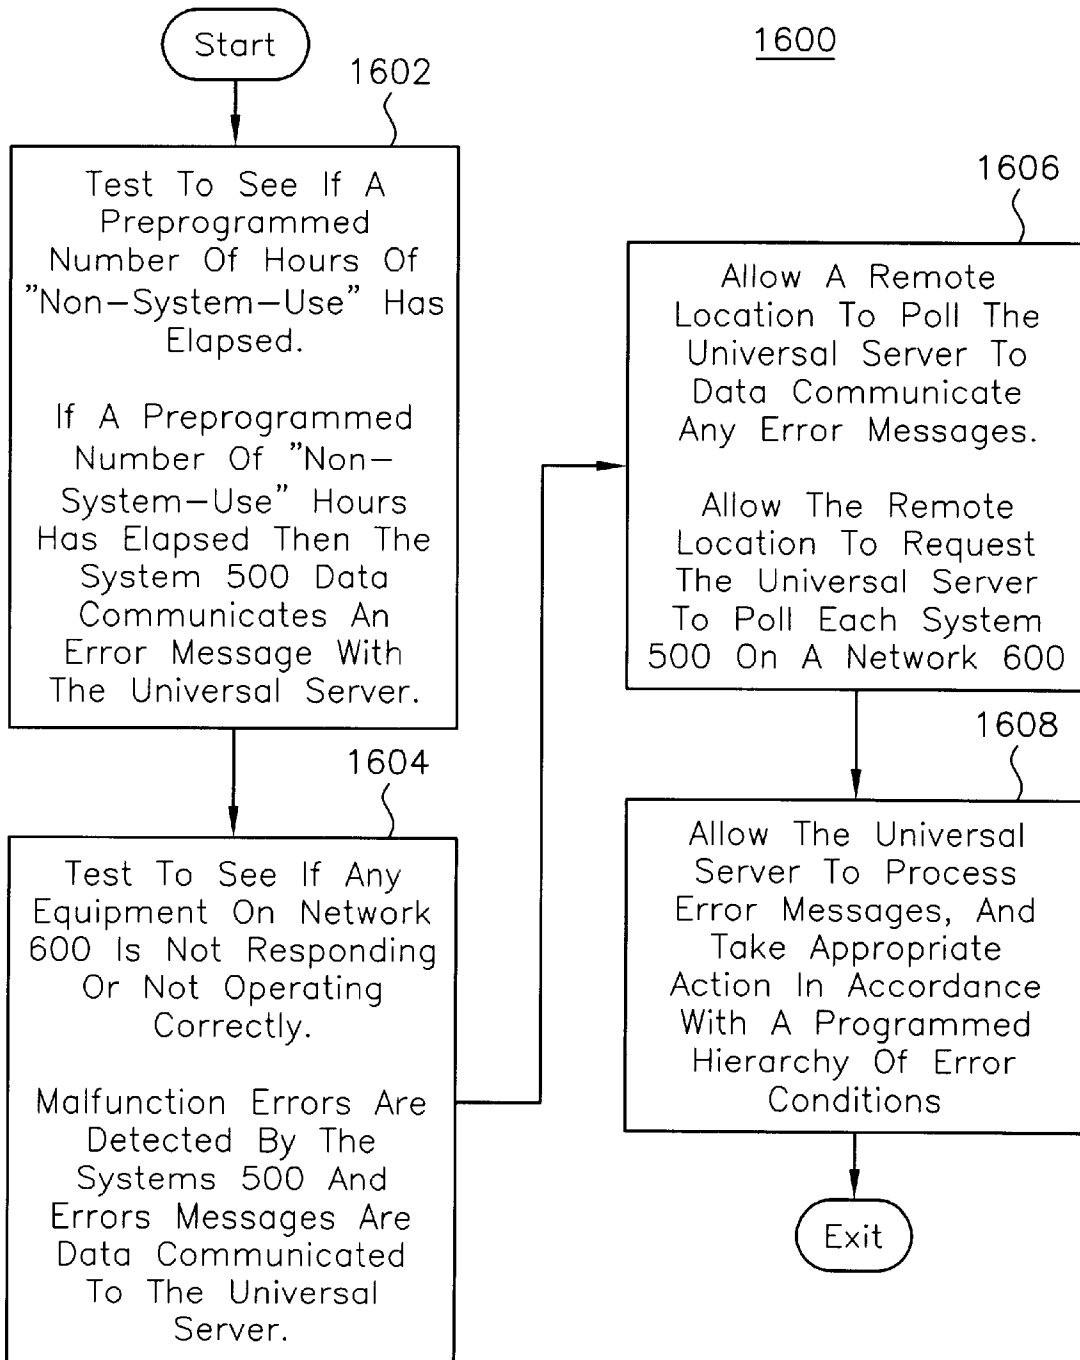 Start
1600
1602
Test To See If A
Preprogrammed
Number Of Hours Of
"Non-System-Use" Has
Elapsed.
If A Preprogrammed
Number Of "Non-
System-Use" Hours
Has Elapsed Then The
System 500 Data
Communicates An
Error Message With
The Universal Server.
1604
Test To See If Any
Equipment On Network
600 Is Not Responding
Or Not Operating
Correctly.
Malfunction Errors Are
Detected By The
Systems 500 And
Errors Messages Are
Data Communicated
To The Universal
Server.
1606
Allow A Remote
Location To Poll The
Universal Server To
Data Communicate
Any Error Messages.
Allow The Remote
Location To Request
The Universal Server
To Poll Each System
500 On A Network 600
1608
Allow The Universal
Server To Process
Error Messages, And
Take Appropriate
Action In Accordance
With A Programmed
Hierarchy Of Error
Conditions
Exit